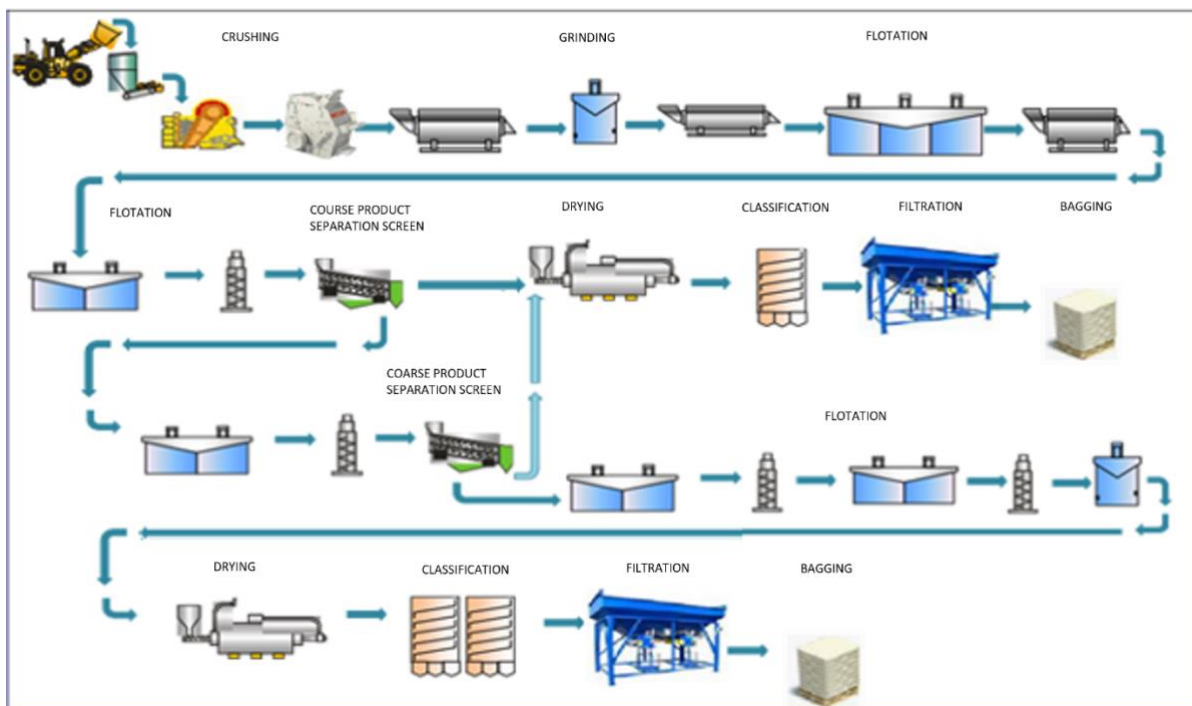 CRUSHING
GRINDING
FLOTATION
FLOTATION
COURSE PRODUCT
SEPARATION SCREEN
DRYING
CLASSIFICATION
FILTRATION
BAGGING
COARSE PRODUCT
SEPARATION SCREEN
FLOTATION
DRYING
CLASSIFICATION
FILTRATION
BAGGING